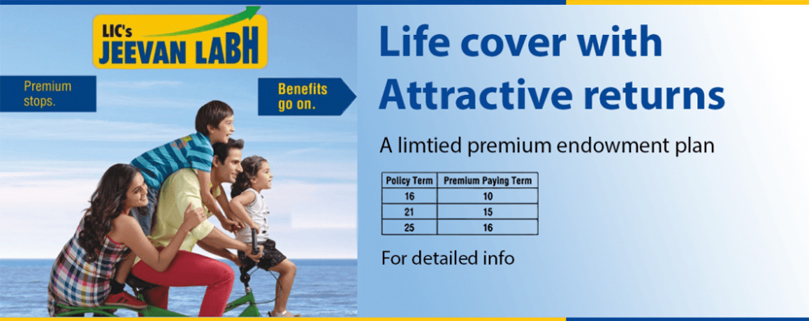 LIC's
JEEVAN LABH
Premium
stops.
Benefits
go on.
Life cover with
Attractive returns
A limtied premium endowment plan
Policy Term Premium Paying Term
16 10
21 15
25 16
For detailed info